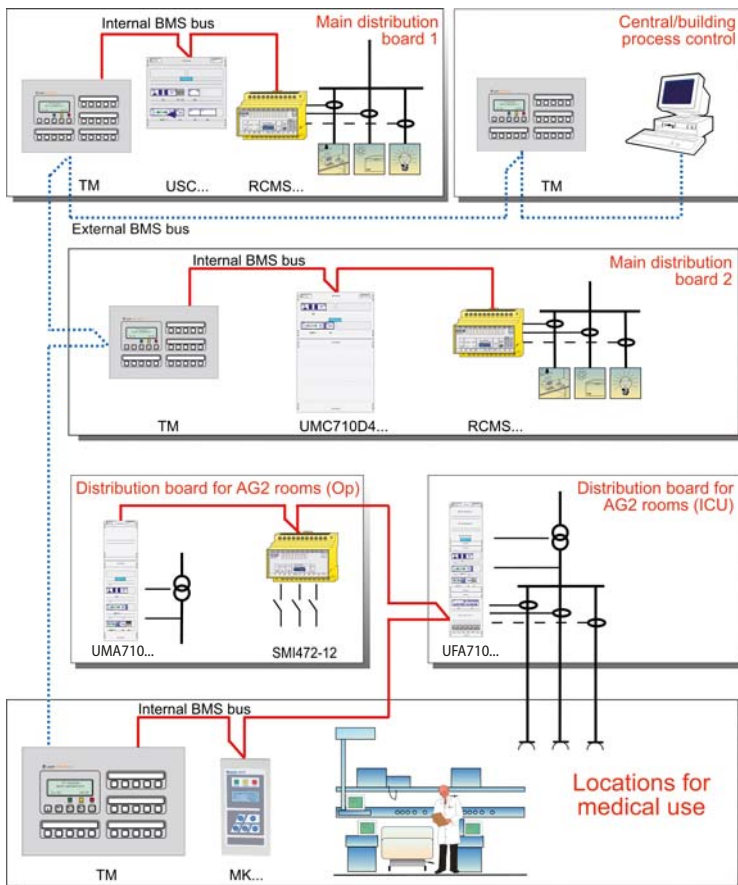 Internal BMS bus
Main distribution
board 1
TM
USC...
RCMS...
Central/building
process control
TM
External BMS bus
Internal BMS bus
Main distribution
board 2
TM
UMC710D4...
RCMS...
Distribution board for AG2 rooms (Op)
UMA710...
SMI472-12
Distribution board for
AG2 rooms (ICU)
UFA710...
Internal BMS bus
TM
MK...
Locations for
medical use